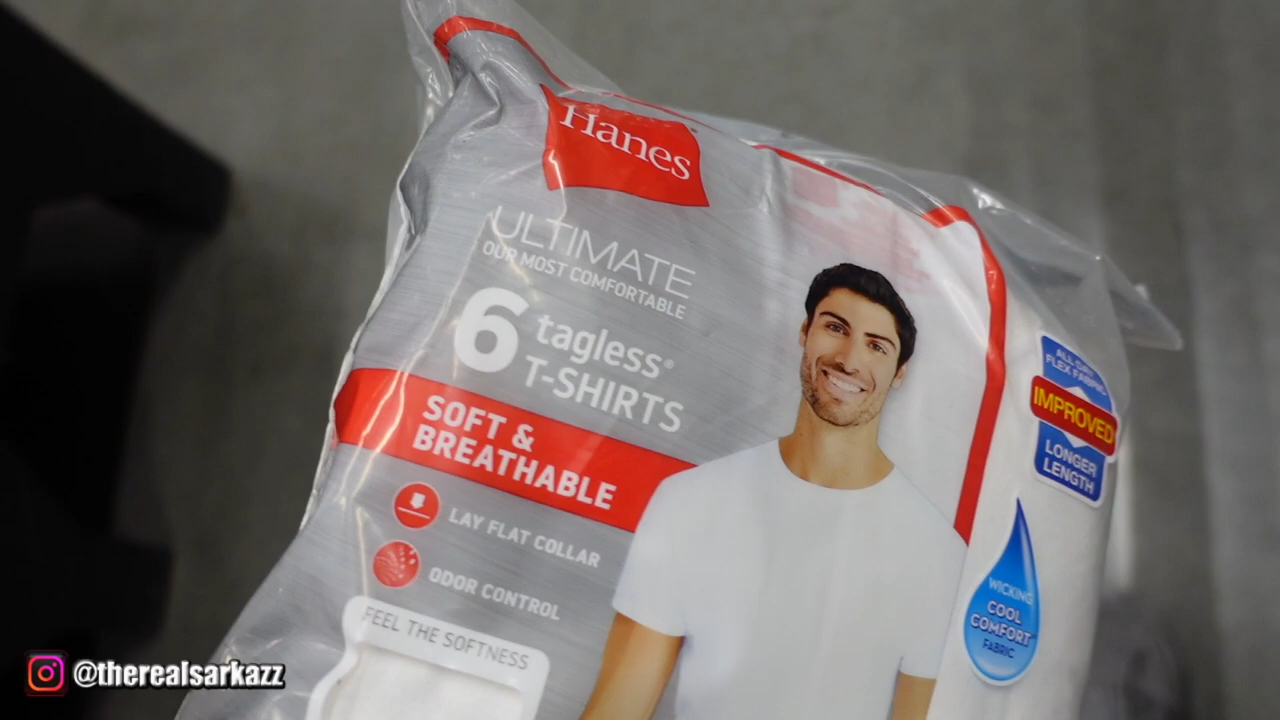 Hanes
ULTIMATE
OUR MOST COMFORTABLE
6 tagless®
T-SHIRTS
SOFT &
BREATHABLE
LAY FLAT COLLAR
ODOR CONTROL
FEEL THE SOFTNESS
ALL DAY
FLEX FABRIC
IMPROVED
LONGER
LENGTH
WICKING
COOL
COMFORT
FABRIC
@therealsarkazz